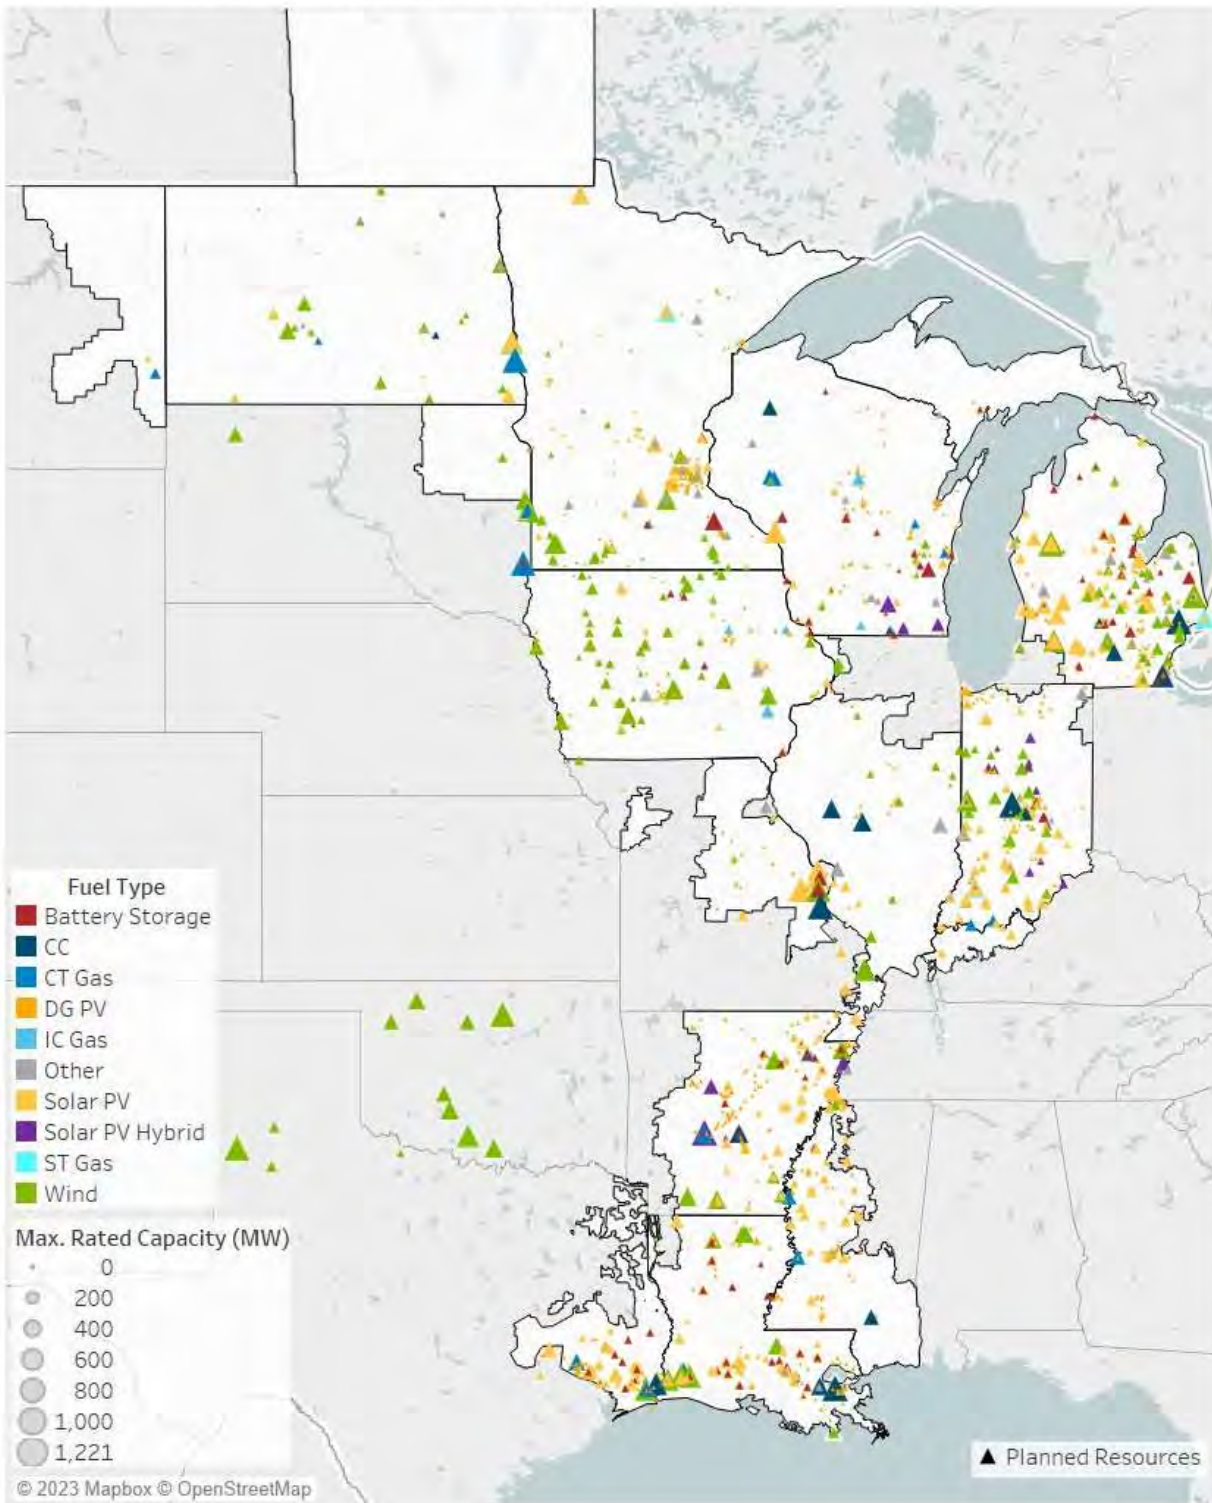 Fuel Type
Battery Storage
CC
CT Gas
DG PV
IC Gas
Other
Solar PV
Solar PV Hybrid
ST Gas
Wind
Max. Rated Capacity (MW)
0
200
400
600
800
1,000
1,221
© 2023 Mapbox © OpenStreetMap
Planned Resources